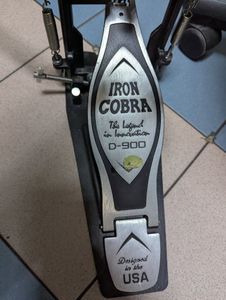 IRON
COBRA
The Legend
in Innovation
D-900
Designed
in the
USA